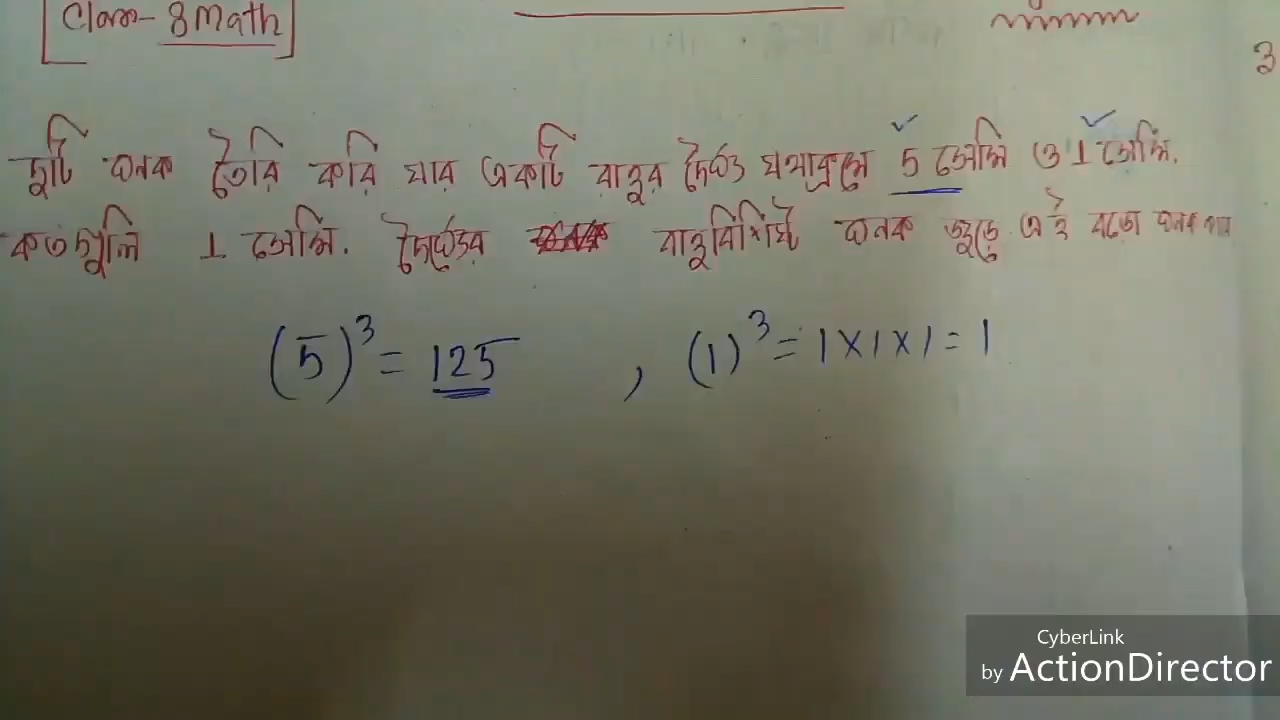 Class- 8 Math
3
দুটি ঘনক তৈরি করি যার একটি বাহুর দৈর্ঘ্য যথাক্রমে 5 সেমি ও 1 সেমি.
কতগুলি 1 সেমি. দৈর্ঘ্যের বাহুবিশিষ্ট ঘনক জুড়ে এই বড়ো ঘনক পাব
(5)³ = 125 , (1)³ = 1×1×1 = 1
CyberLink
by ActionDirector